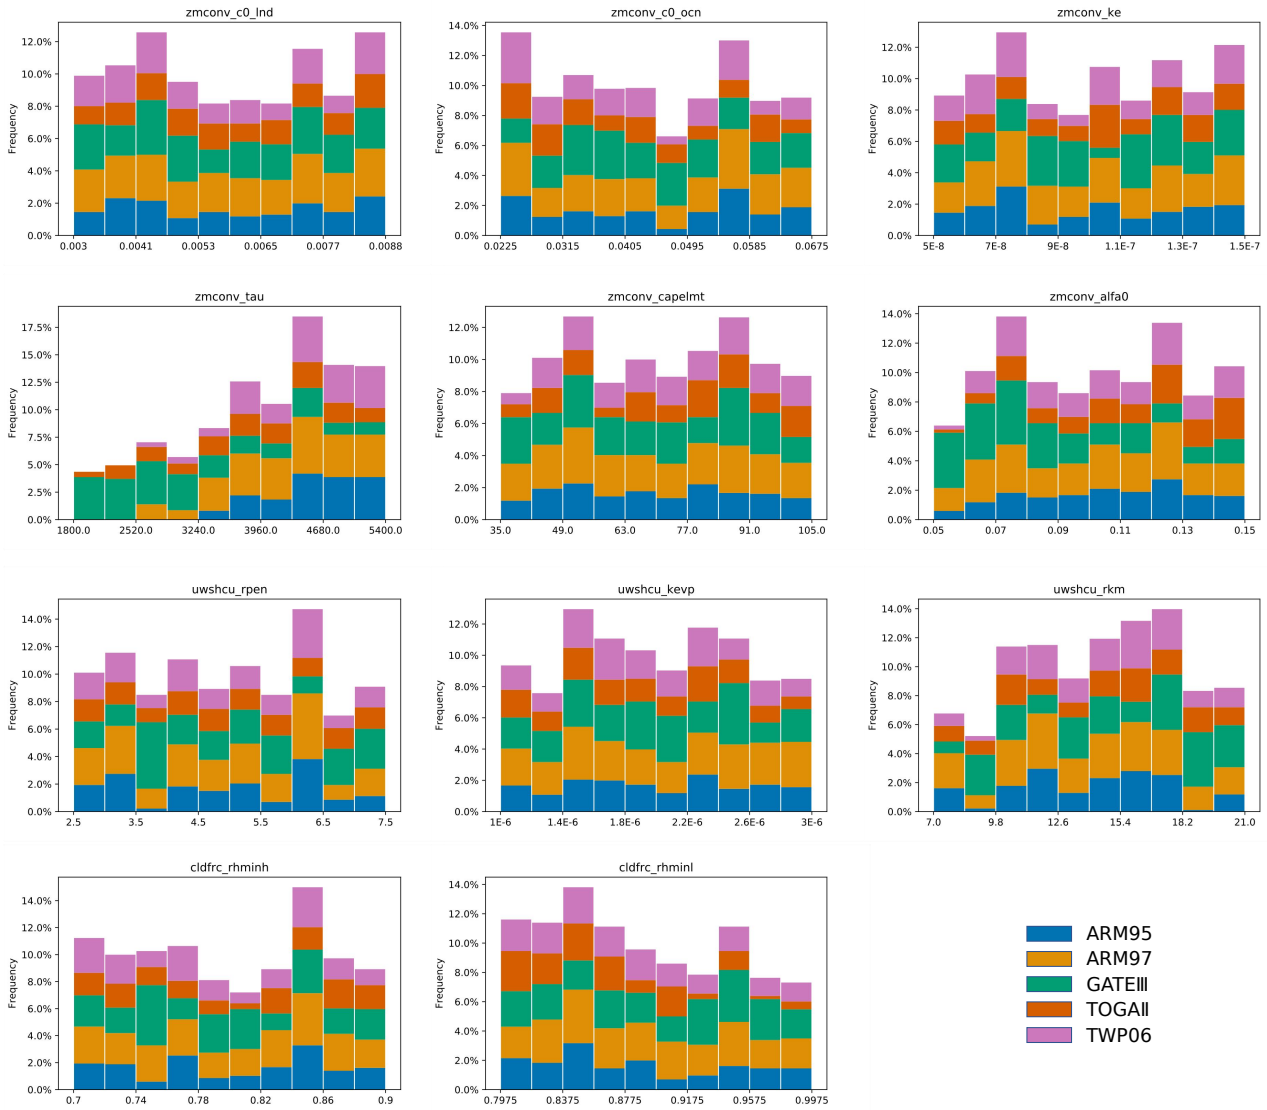 zmconv_c0_lnd
Frequency
12.0%
10.0%
8.0%
6.0%
4.0%
2.0%
0.0%
0.003 0.0041 0.0053 0.0065 0.0077 0.0088
zmconv_c0_ocn
Frequency
14.0%
12.0%
10.0%
8.0%
6.0%
4.0%
2.0%
0.0%
0.0225 0.0315 0.0405 0.0495 0.0585 0.0675
zmconv_ke
Frequency
12.0%
10.0%
8.0%
6.0%
4.0%
2.0%
0.0%
5E-8 7E-8 9E-8 1.1E-7 1.3E-7 1.5E-7
zmconv_tau
Frequency
17.5%
15.0%
12.5%
10.0%
7.5%
5.0%
2.5%
0.0%
1800.0 2520.0 3240.0 3960.0 4680.0 5400.0
zmconv_capelmt
Frequency
12.0%
10.0%
8.0%
6.0%
4.0%
2.0%
0.0%
35.0 49.0 63.0 77.0 91.0 105.0
zmconv_alfa0
Frequency
14.0%
12.0%
10.0%
8.0%
6.0%
4.0%
2.0%
0.0%
0.05 0.07 0.09 0.11 0.13 0.15
uwshcu_rpen
Frequency
14.0%
12.0%
10.0%
8.0%
6.0%
4.0%
2.0%
0.0%
2.5 3.5 4.5 5.5 6.5 7.5
uwshcu_kevp
Frequency
12.0%
10.0%
8.0%
6.0%
4.0%
2.0%
0.0%
1E-6 1.4E-6 1.8E-6 2.2E-6 2.6E-6 3E-6
uwshcu_rkm
Frequency
14.0%
12.0%
10.0%
8.0%
6.0%
4.0%
2.0%
0.0%
7.0 9.8 12.6 15.4 18.2 21.0
cldfrc_rhminh
Frequency
14.0%
12.0%
10.0%
8.0%
6.0%
4.0%
2.0%
0.0%
0.7 0.74 0.78 0.82 0.86 0.9
cldfrc_rhminl
Frequency
14.0%
12.0%
10.0%
8.0%
6.0%
4.0%
2.0%
0.0%
0.7975 0.8375 0.8775 0.9175 0.9575 0.9975
ARM95
ARM97
GATEⅢ
TOGAⅡ
TWP06